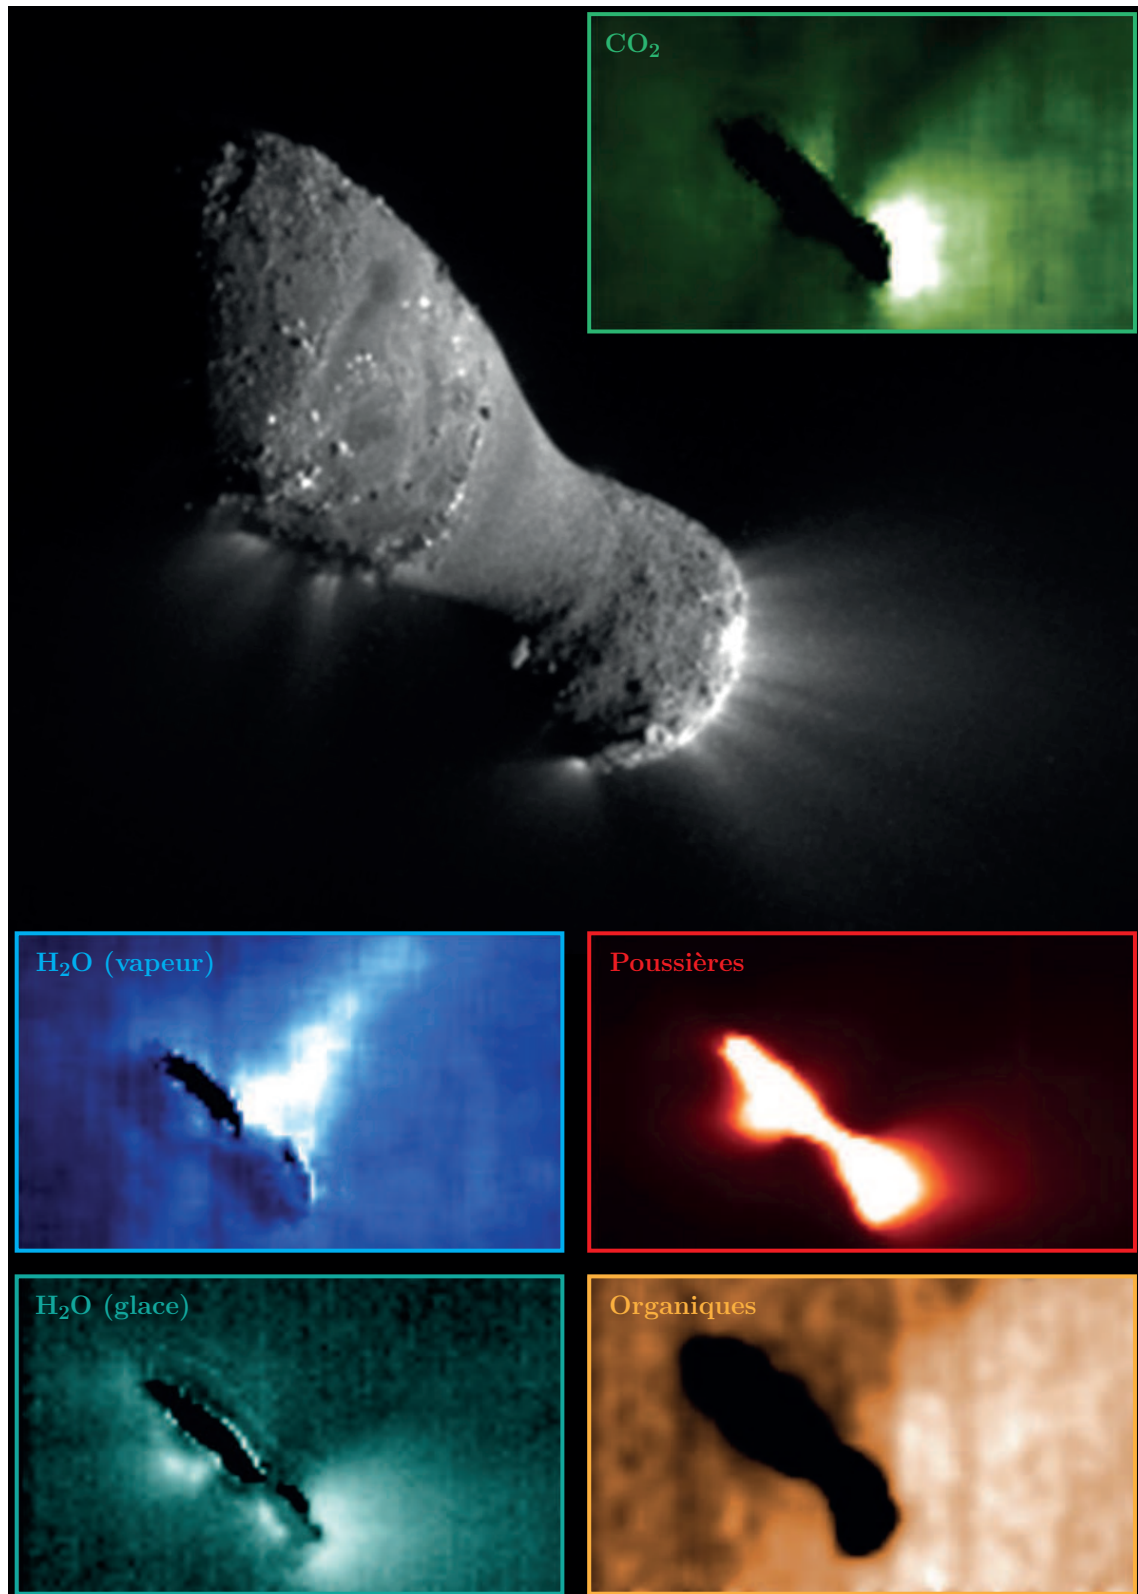 CO₂
H₂O (vapeur)
Poussières
H₂O (glace)
Organiques